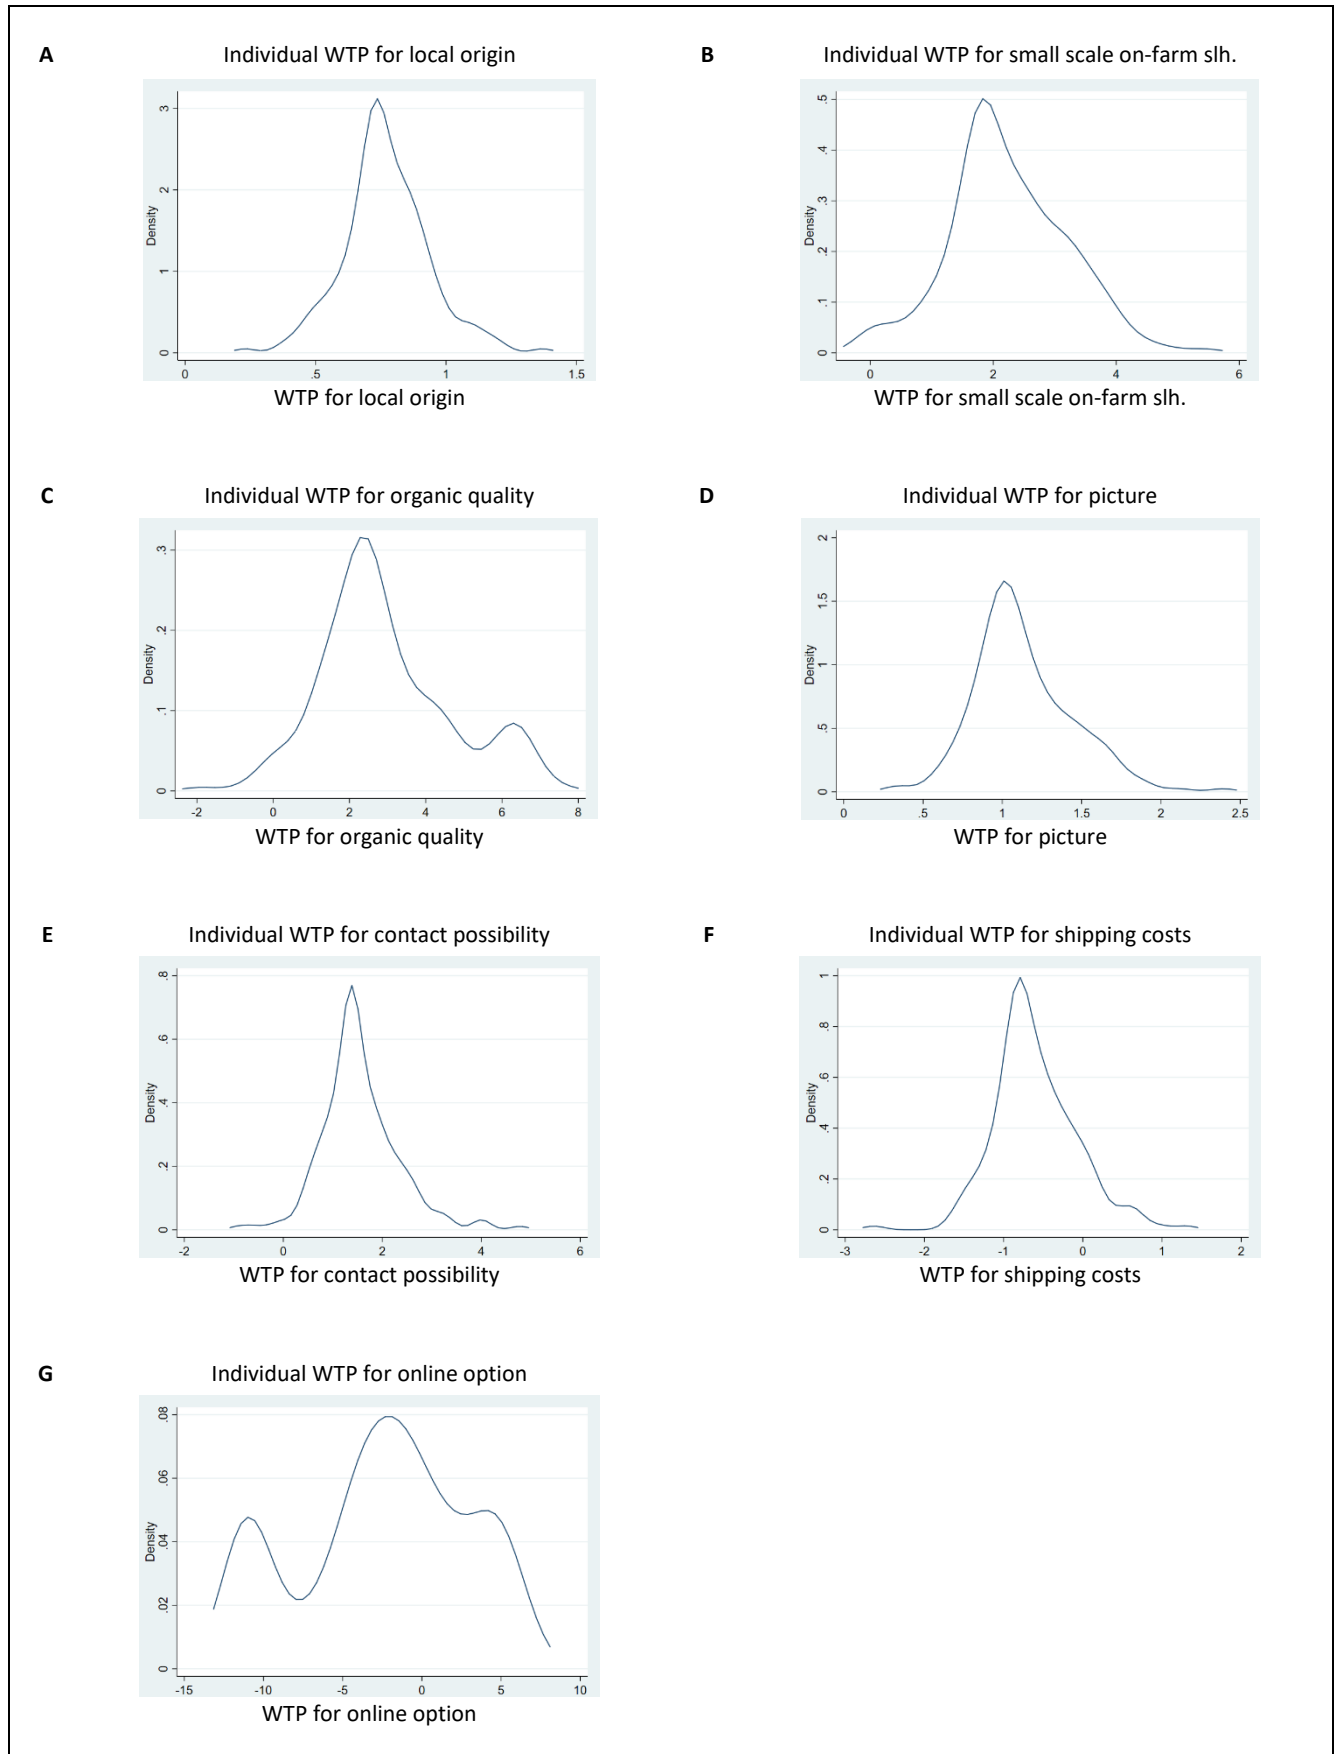 A
Individual WTP for local origin
Density
0 1 2 3
0 .5 1 1.5
WTP for local origin
B
Individual WTP for small scale on-farm slh.
Density
0 .1 .2 .3 .4 .5
0 2 4 6
WTP for small scale on-farm slh.
C
Individual WTP for organic quality
Density
0 .1 .2 .3
-2 0 2 4 6 8
WTP for organic quality
D
Individual WTP for picture
Density
0 .5 1 1.5 2
0 .5 1 1.5 2 2.5
WTP for picture
E
Individual WTP for contact possibility
Density
0 .2 .4 .6 .8
-2 0 2 4 6
WTP for contact possibility
F
Individual WTP for shipping costs
Density
0 .2 .4 .6 .8 1
-3 -2 -1 0 1 2
WTP for shipping costs
G
Individual WTP for online option
Density
0 .02 .04 .06 .08
-15 -10 -5 0 5 10
WTP for online option